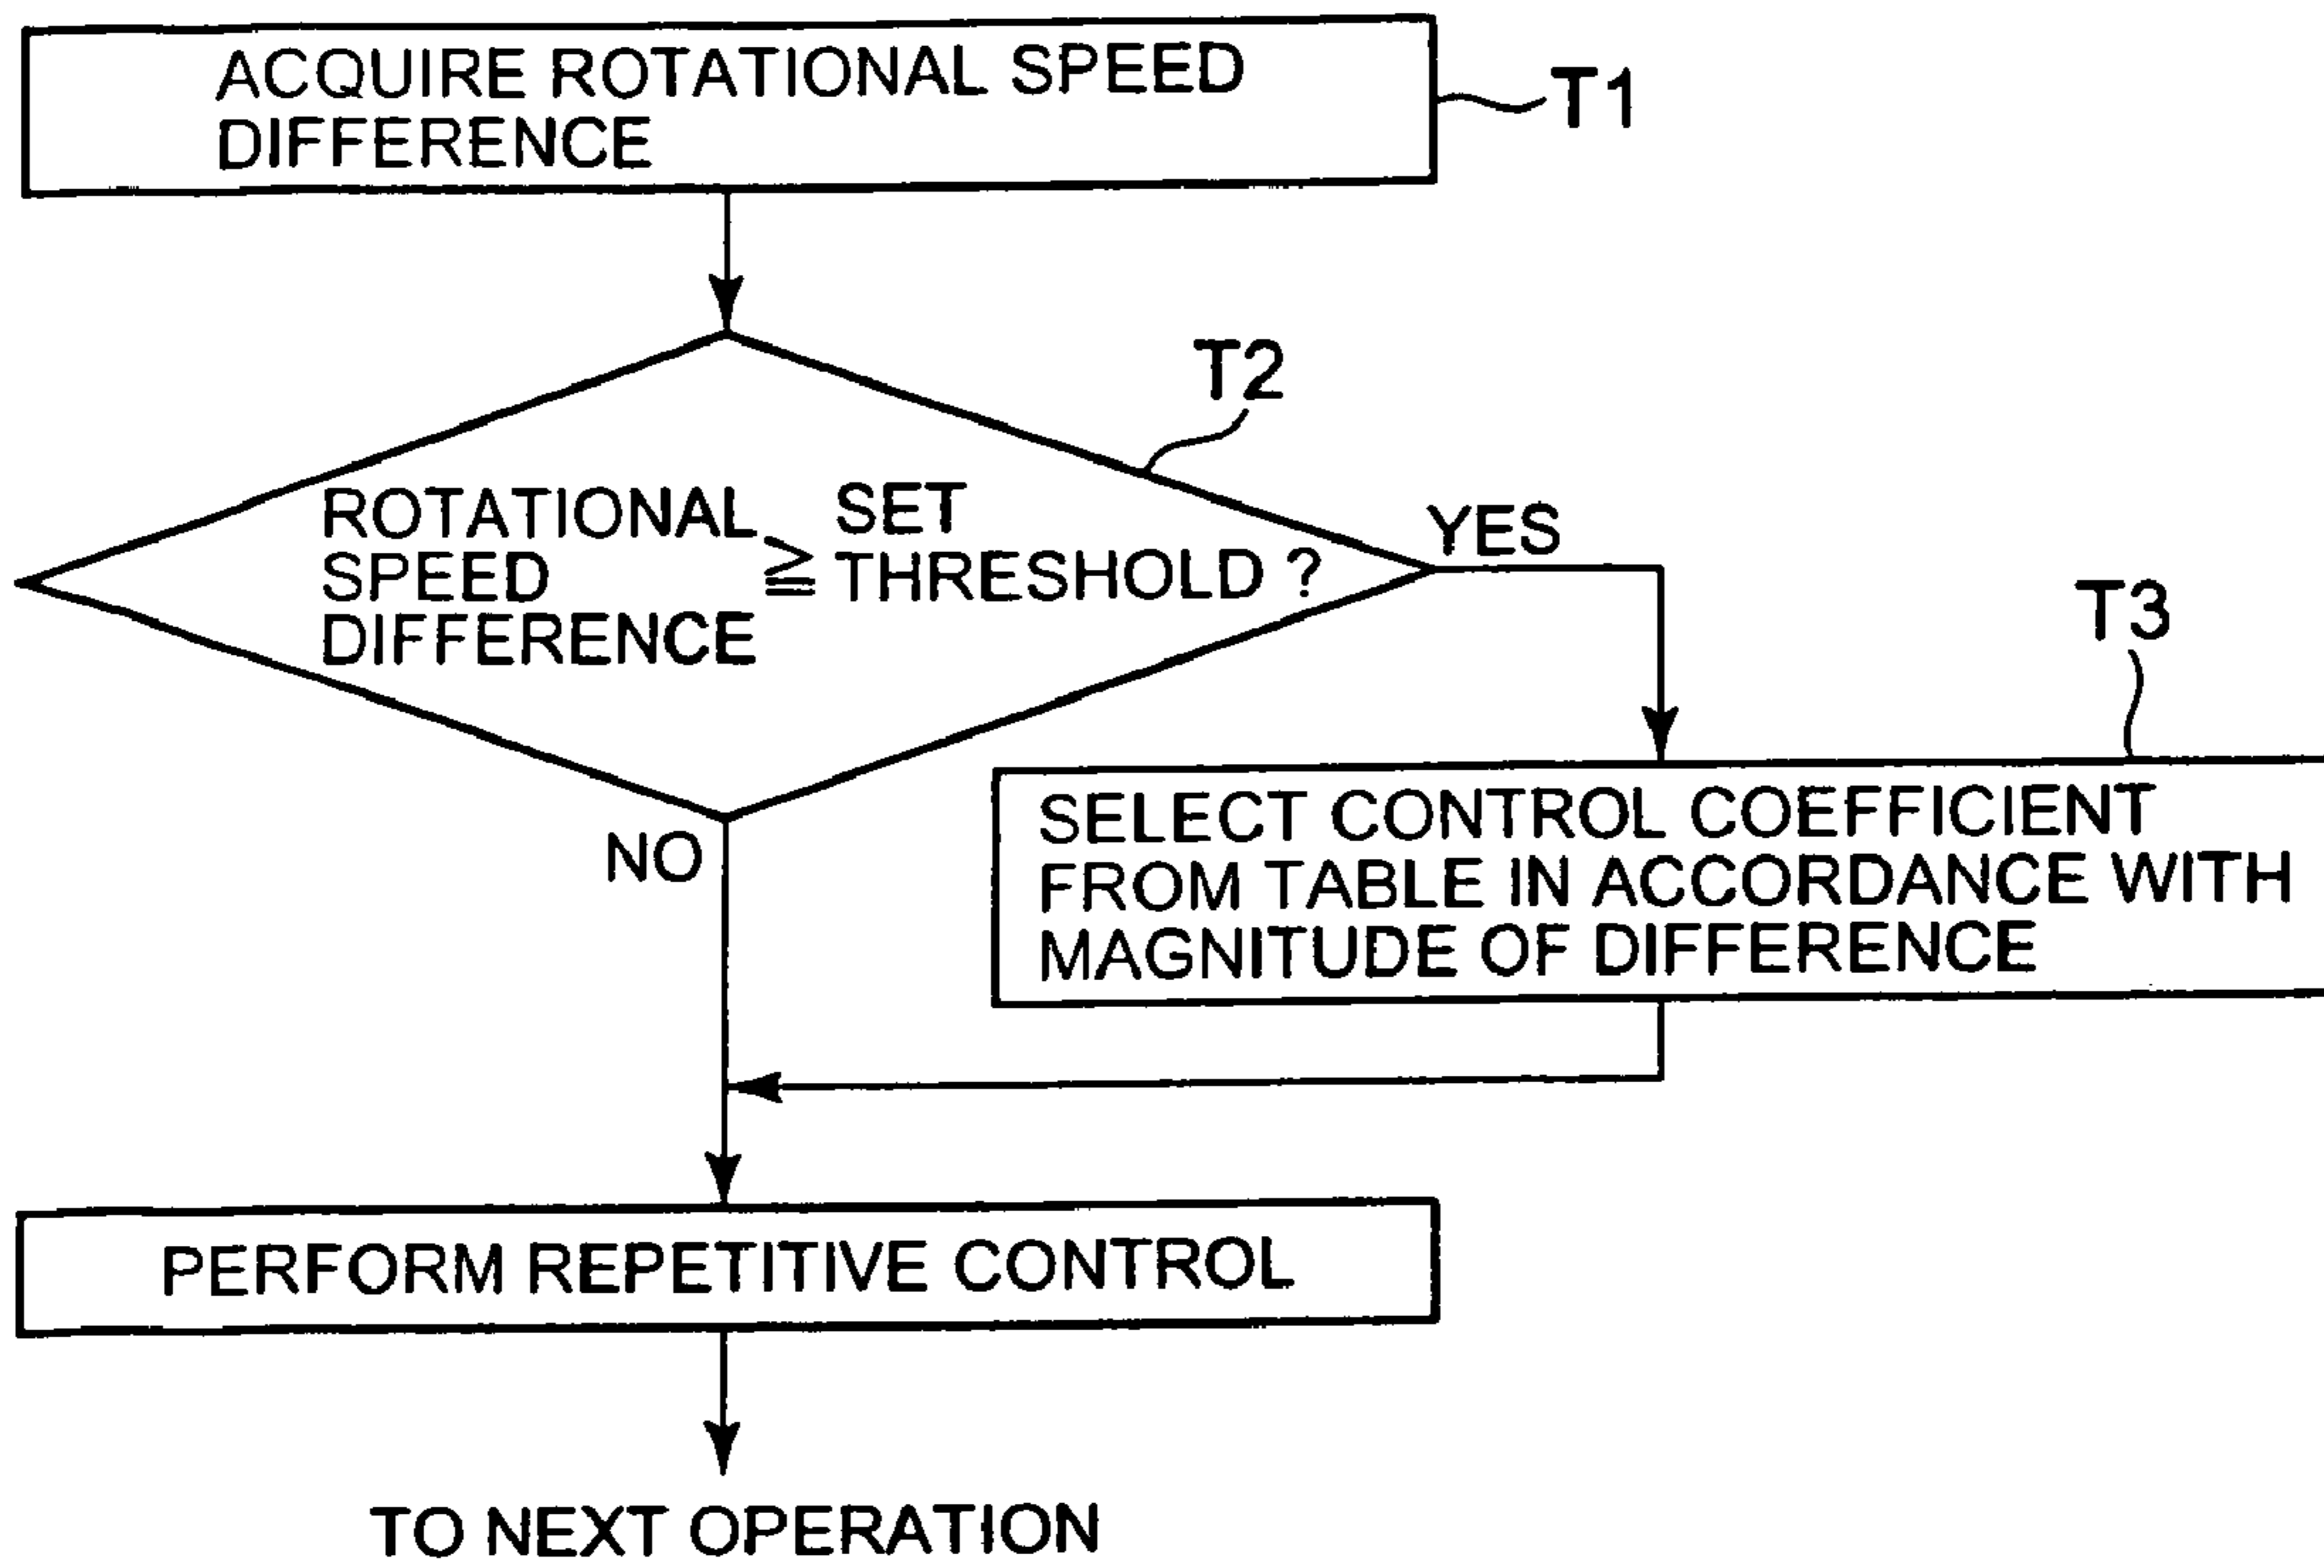 ACQUIRE ROTATIONAL SPEED
DIFFERENCE
T1
T2
ROTATIONAL
SPEED
DIFFERENCE
≧
SET
THRESHOLD ?
YES
T3
NO
SELECT CONTROL COEFFICIENT
FROM TABLE IN ACCORDANCE WITH
MAGNITUDE OF DIFFERENCE
PERFORM REPETITIVE CONTROL
TO NEXT OPERATION